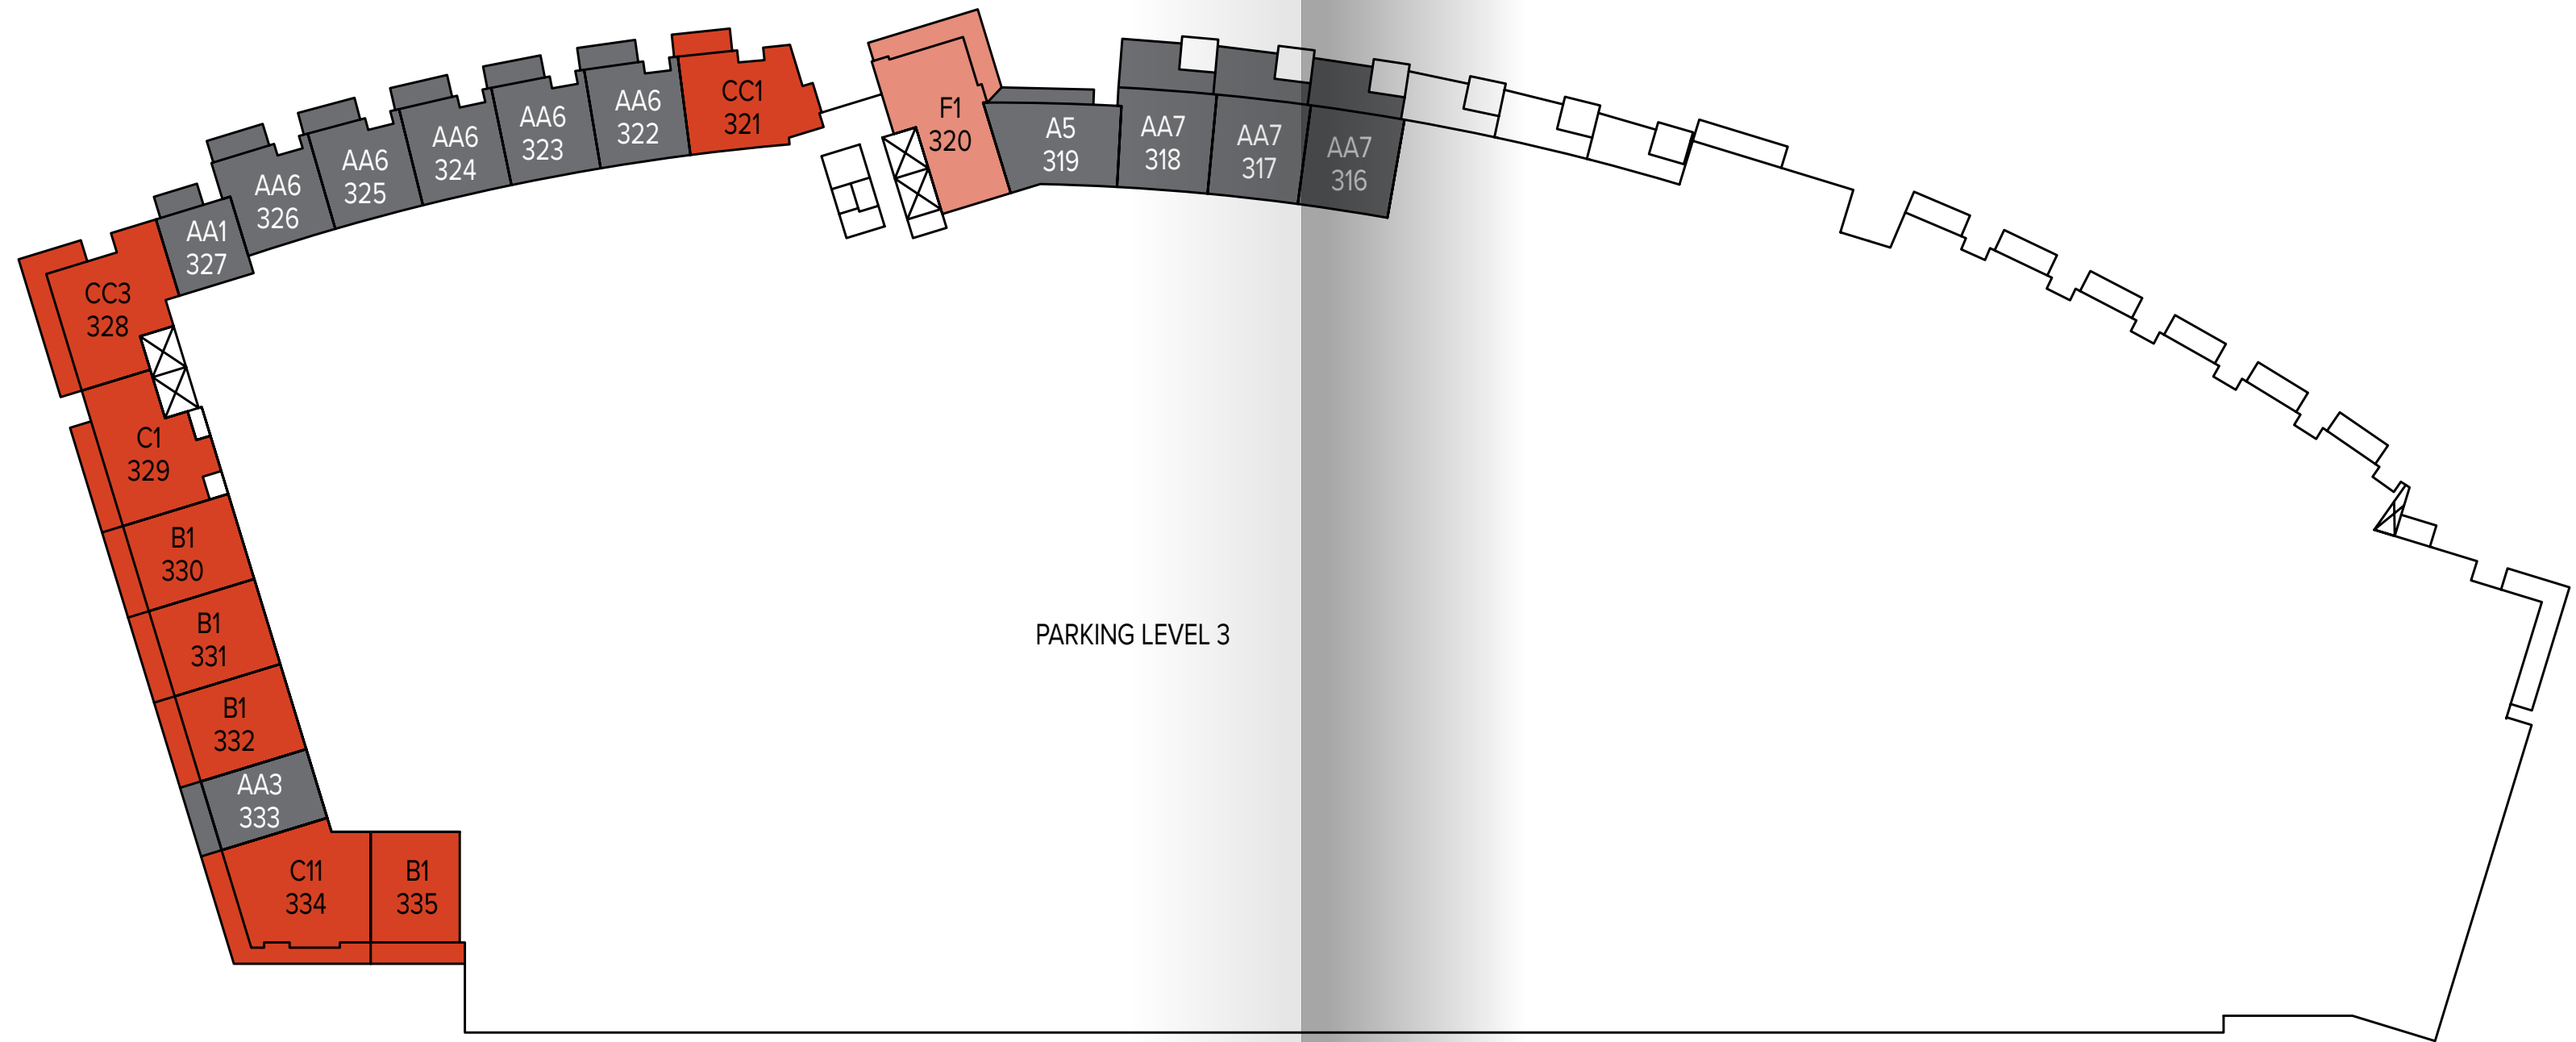 CC1
321
F1
320
A5
319
AA7
318
AA7
317
AA7
316
AA6
322
AA6
323
AA6
324
AA6
325
AA6
326
AA1
327
CC3
328
C1
329
B1
330
B1
331
B1
332
AA3
333
C11
334
B1
335
PARKING LEVEL 3